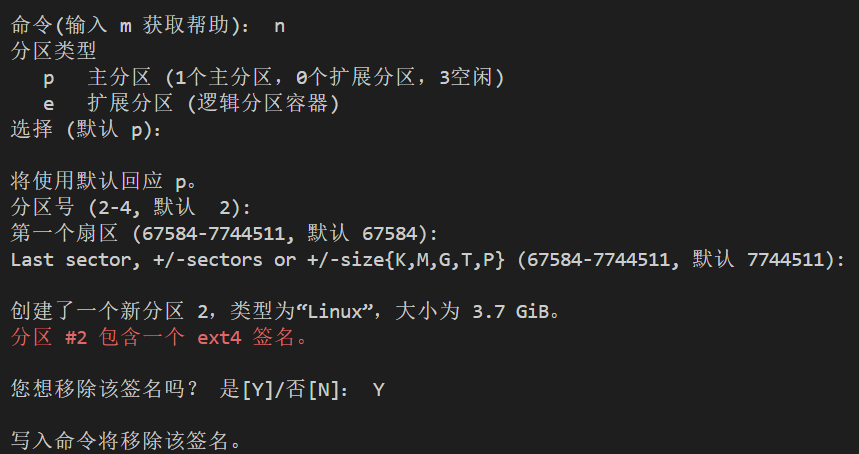 命令(输入 m 获取帮助)： n
分区类型
   p   主分区 (1个主分区，0个扩展分区，3空闲)
   e   扩展分区 (逻辑分区容器)
选择 (默认 p)：
将使用默认回应 p。
分区号 (2-4, 默认  2):
第一个扇区 (67584-7744511, 默认 67584):
Last sector, +/-sectors or +/-size{K,M,G,T,P} (67584-7744511, 默认 7744511):
创建了一个新分区 2，类型为“Linux”，大小为 3.7 GiB。
分区 #2 包含一个 ext4 签名。
您想移除该签名吗？ 是[Y]/否[N]： Y
写入命令将移除该签名。